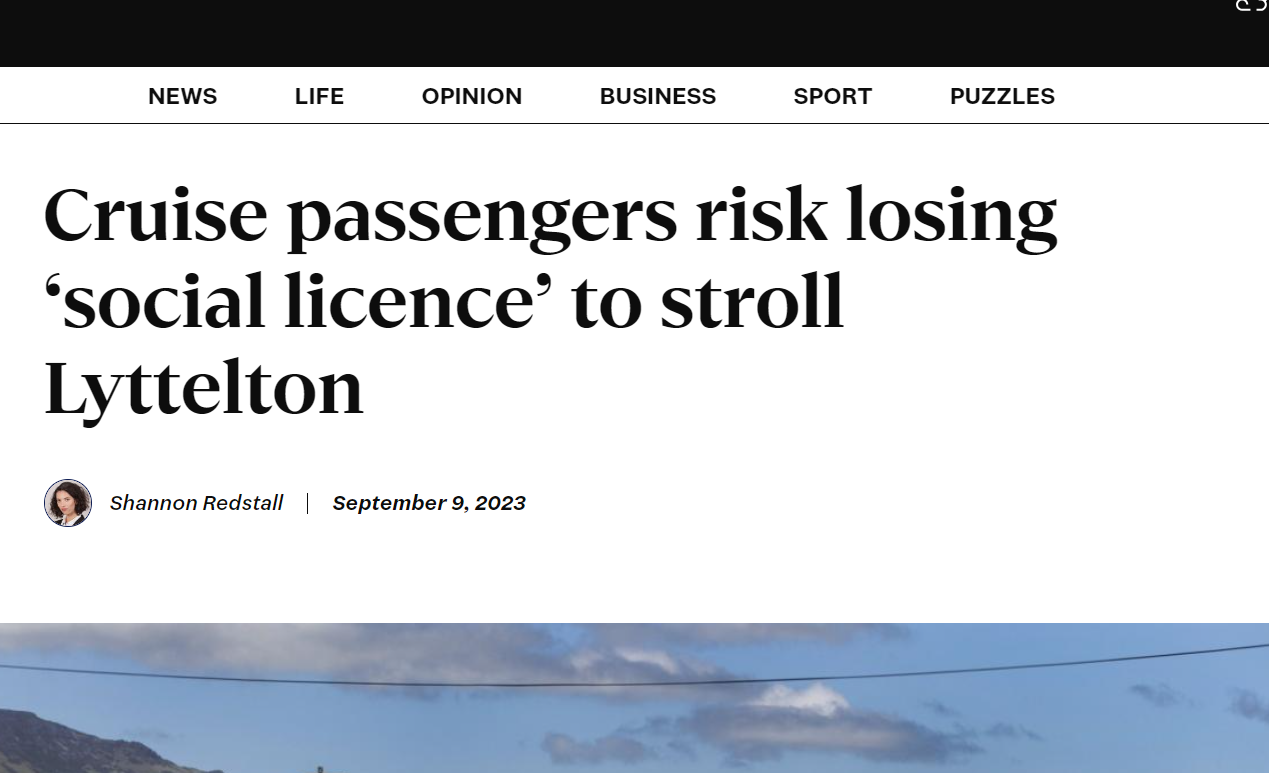 NEWS LIFE OPINION BUSINESS SPORT PUZZLES
Cruise passengers risk losing
‘social licence’ to stroll
Lyttelton
Shannon Redstall | September 9, 2023